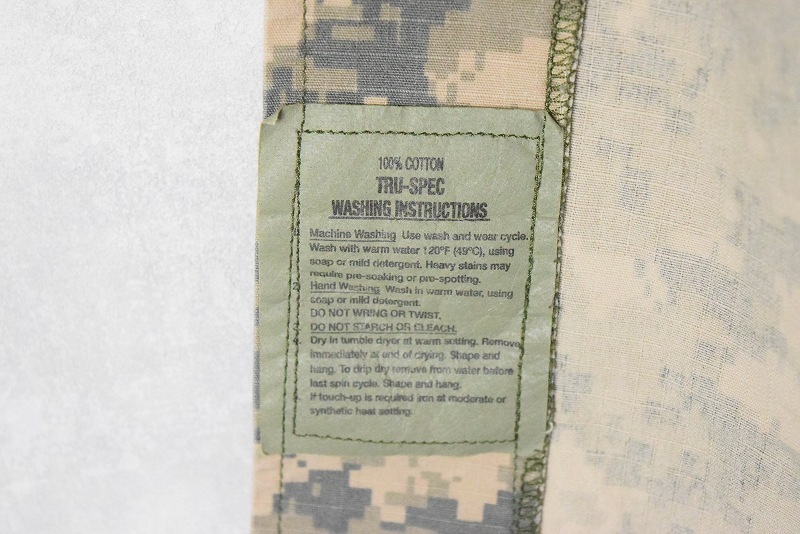 100% COTTON
TRU-SPEC
WASHING INSTRUCTIONS
Machine Washing Use wash and wear cycle.
Wash with warm water 120°F (49°C), using
soap or mild detergent. Heavy stains may
require pre-soaking or pre-spotting.
2. Hand Washing Wash in warm water, using
soap or mild detergent.
DO NOT WRING OR TWIST.
DO NOT STARCH OR BLEACH.
Dry in tumble dryer at warm setting. Remove
immediately at end of drying. Shape and
hang. To drip dry remove from water before
last spin cycle. Shape and hang.
If touch-up is required iron at moderate or
synthetic heat setting.